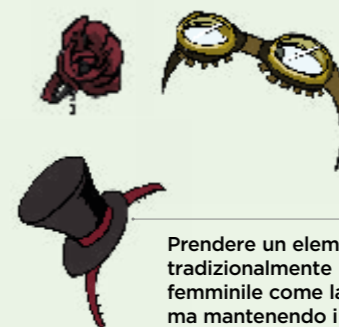 Prendere un elem
tradizionalmente
femminile come la
ma mantenendo i